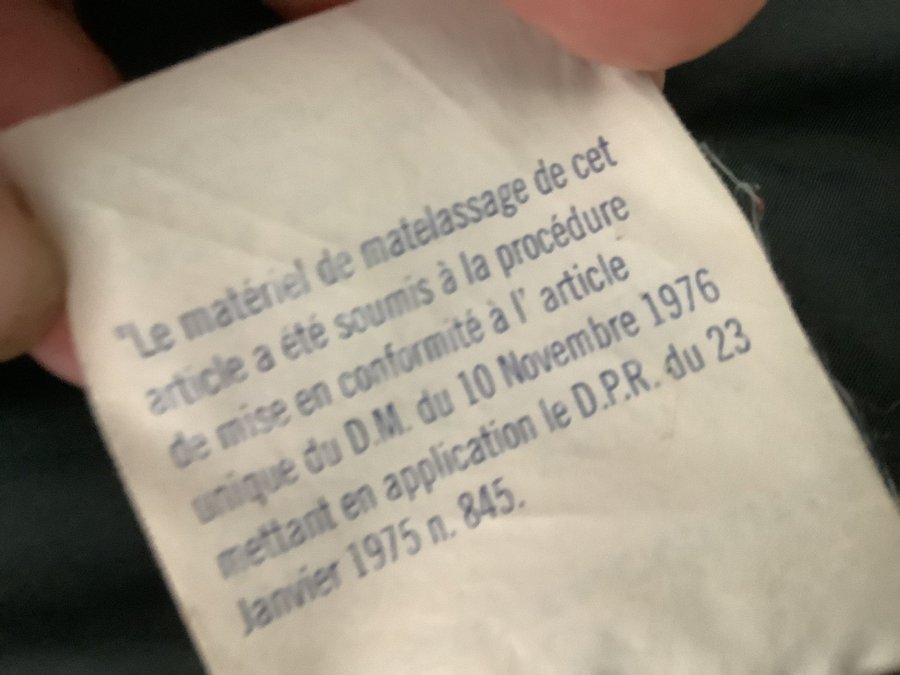 "Le matériel de matelassage de cet
article a été soumis à la procédure
de mise en conformité à l' article
unique du D.M. du 10 Novembre 1976
mettant en application le D.P.R. du 23
Janvier 1975 n. 845.